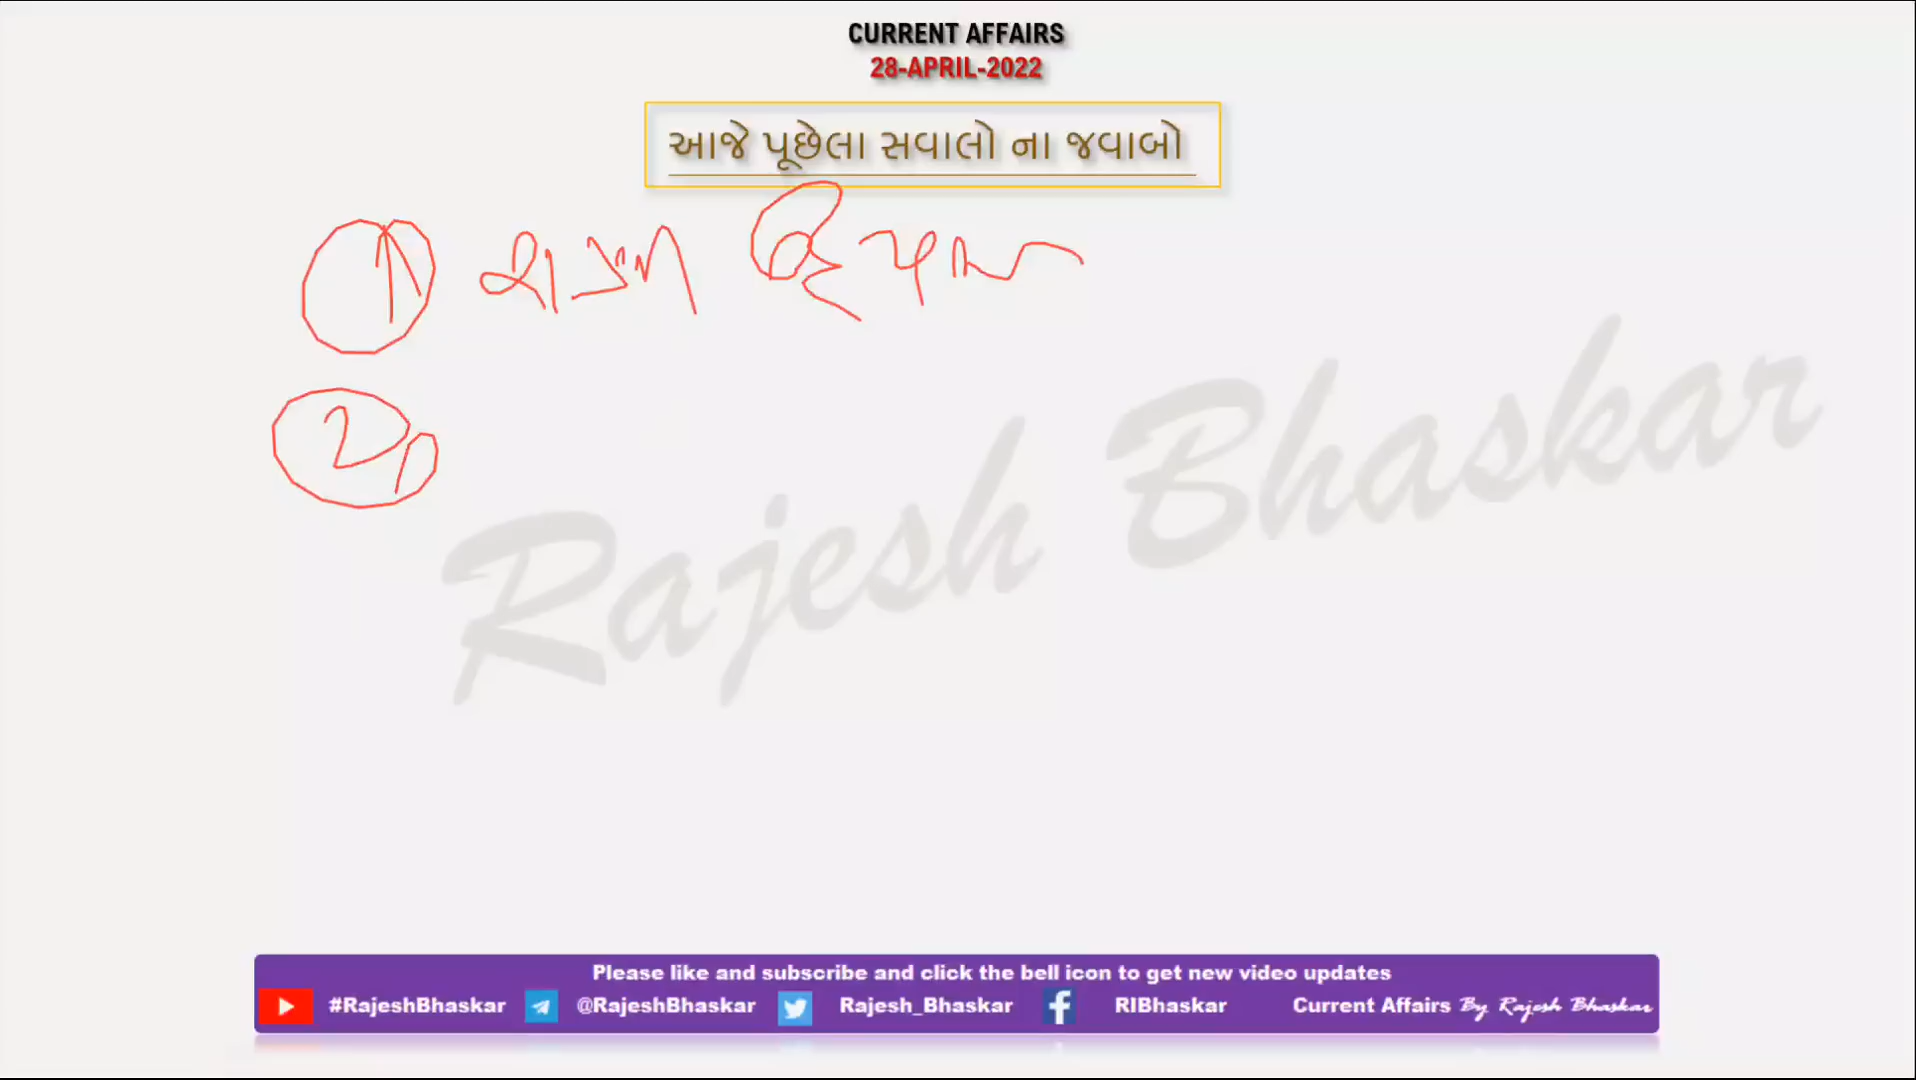 CURRENT AFFAIRS
28-APRIL-2022
આજે પૂછેલા સવાલો ના જવાબો
1
2
Rajesh Bhaskar
Please like and subscribe and click the bell icon to get new video updates
#RajeshBhaskar @RajeshBhaskar Rajesh_Bhaskar RIBhaskar Current Affairs By Rajesh Bhaskar